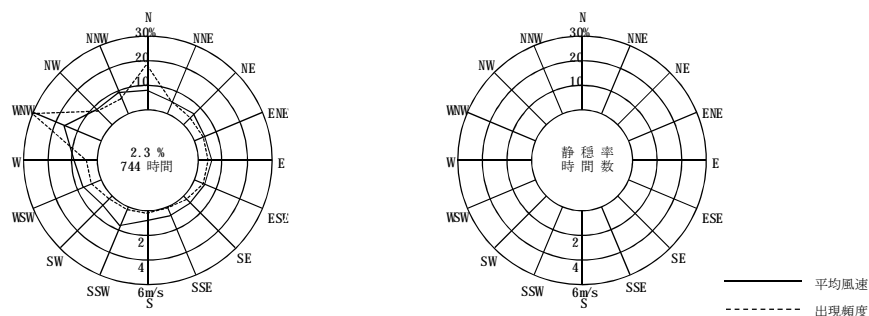 N
30%
NNW
NNE
20
NW
NE
10
WNW
ENE
2.3 %
744 時間
W
E
WSW
ESE
2
SW
SE
4
SSW
SSE
6m/s
S
N
30%
NNW
NNE
20
NW
NE
10
WNW
ENE
静 穏 率
時 間 数
W
E
WSW
ESE
2
SW
SE
4
SSW
SSE
6m/s
S
平均風速
出現頻度